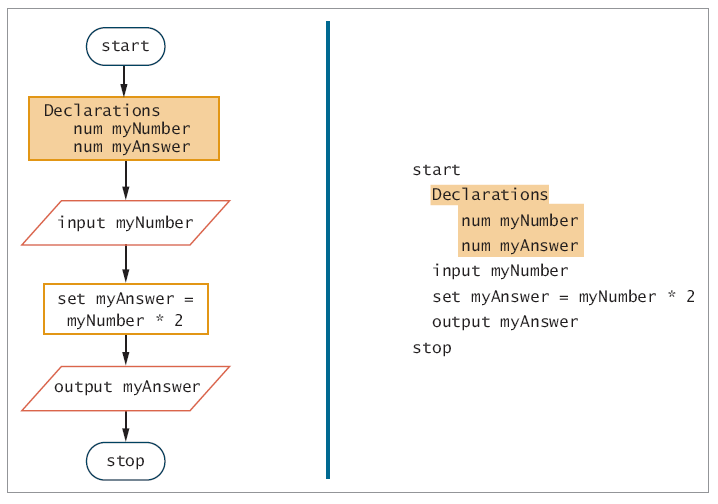 start
Declarations
num myNumber
num myAnswer
input myNumber
set myAnswer =
myNumber * 2
output myAnswer
stop
start
Declarations
num myNumber
num myAnswer
input myNumber
set myAnswer = myNumber * 2
output myAnswer
stop